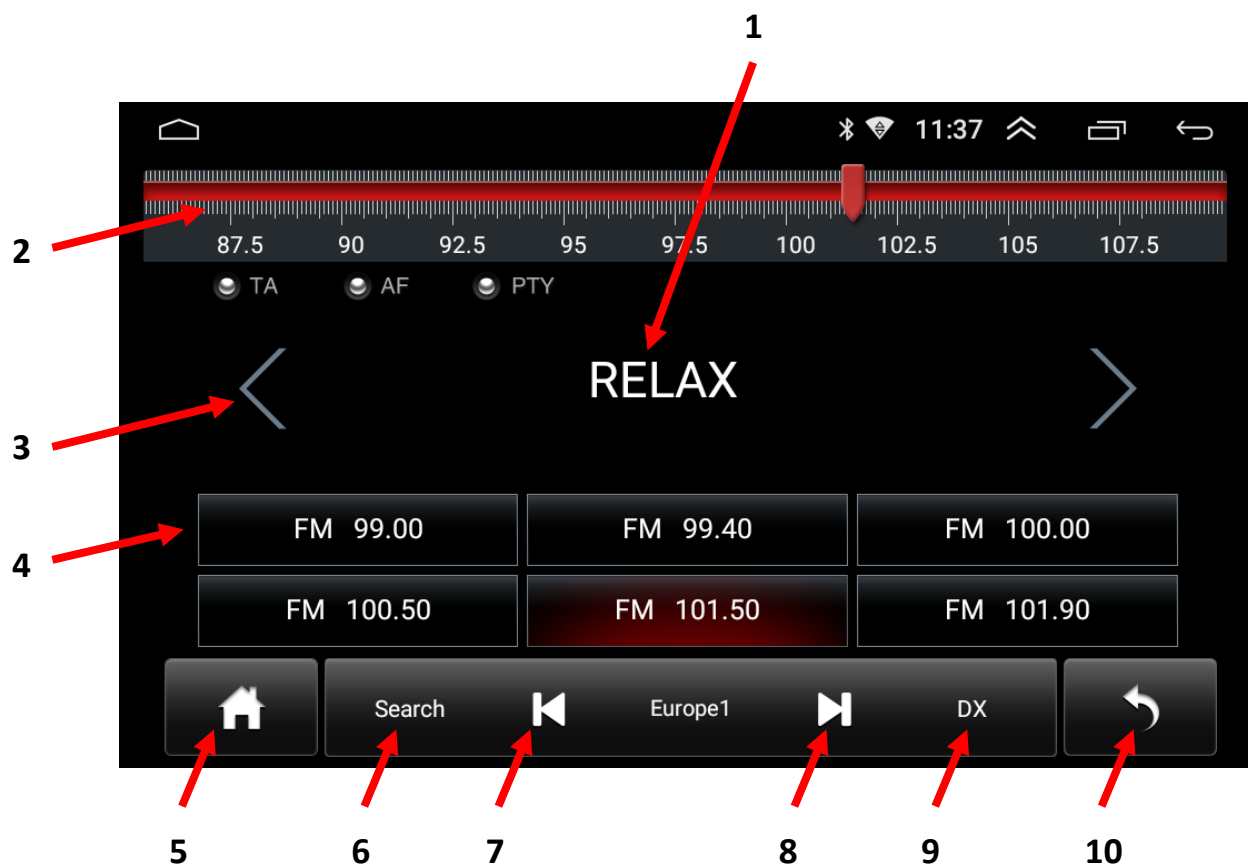 1
11:37
2
87.5 90 92.5 95 97.5 100 102.5 105 107.5
TA AF PTY
RELAX
3
FM 99.00 FM 99.40 FM 100.00
4
FM 100.50 FM 101.50 FM 101.90
Search Europe1 DX
5 6 7 8 9 10